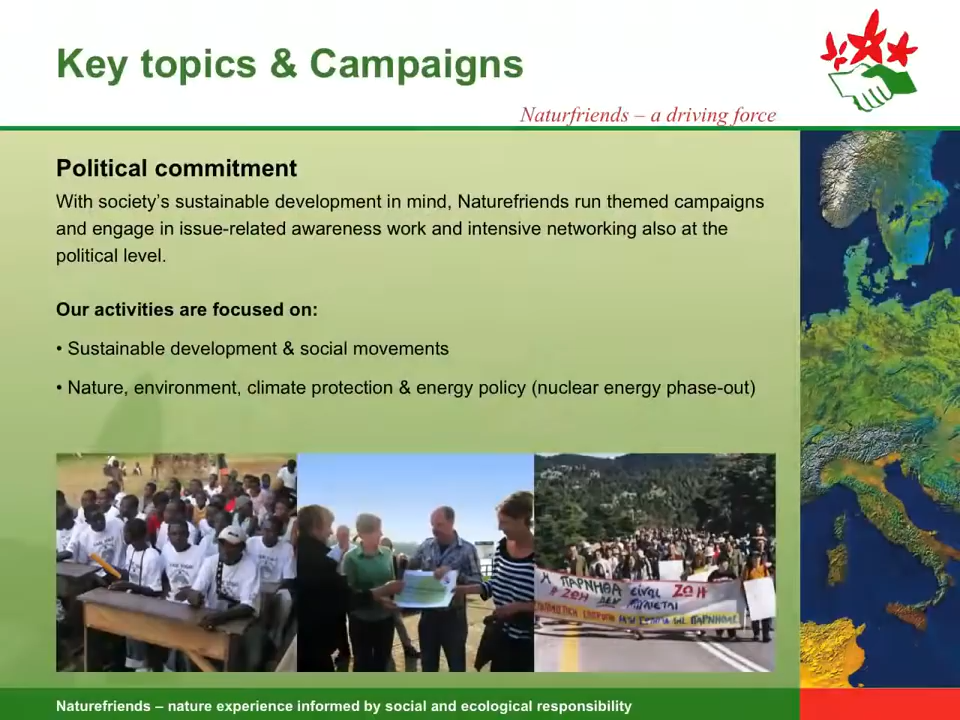 Key topics & Campaigns
Naturfriends – a driving force
Political commitment
With society’s sustainable development in mind, Naturefriends run themed campaigns
and engage in issue-related awareness work and intensive networking also at the
political level.
Our activities are focused on:
• Sustainable development & social movements
• Nature, environment, climate protection & energy policy (nuclear energy phase-out)
Η ΠΑΡΝΗΘΑ είναι ΖΩΗ
Η ΖΩΗ ΔΕΝ
Naturefriends – nature experience informed by social and ecological responsibility